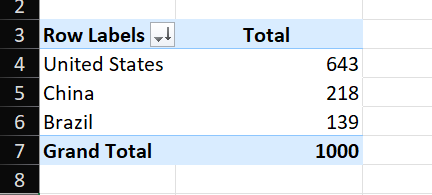 2
3 Row Labels Total
4 United States 643
5 China 218
6 Brazil 139
7 Grand Total 1000
8